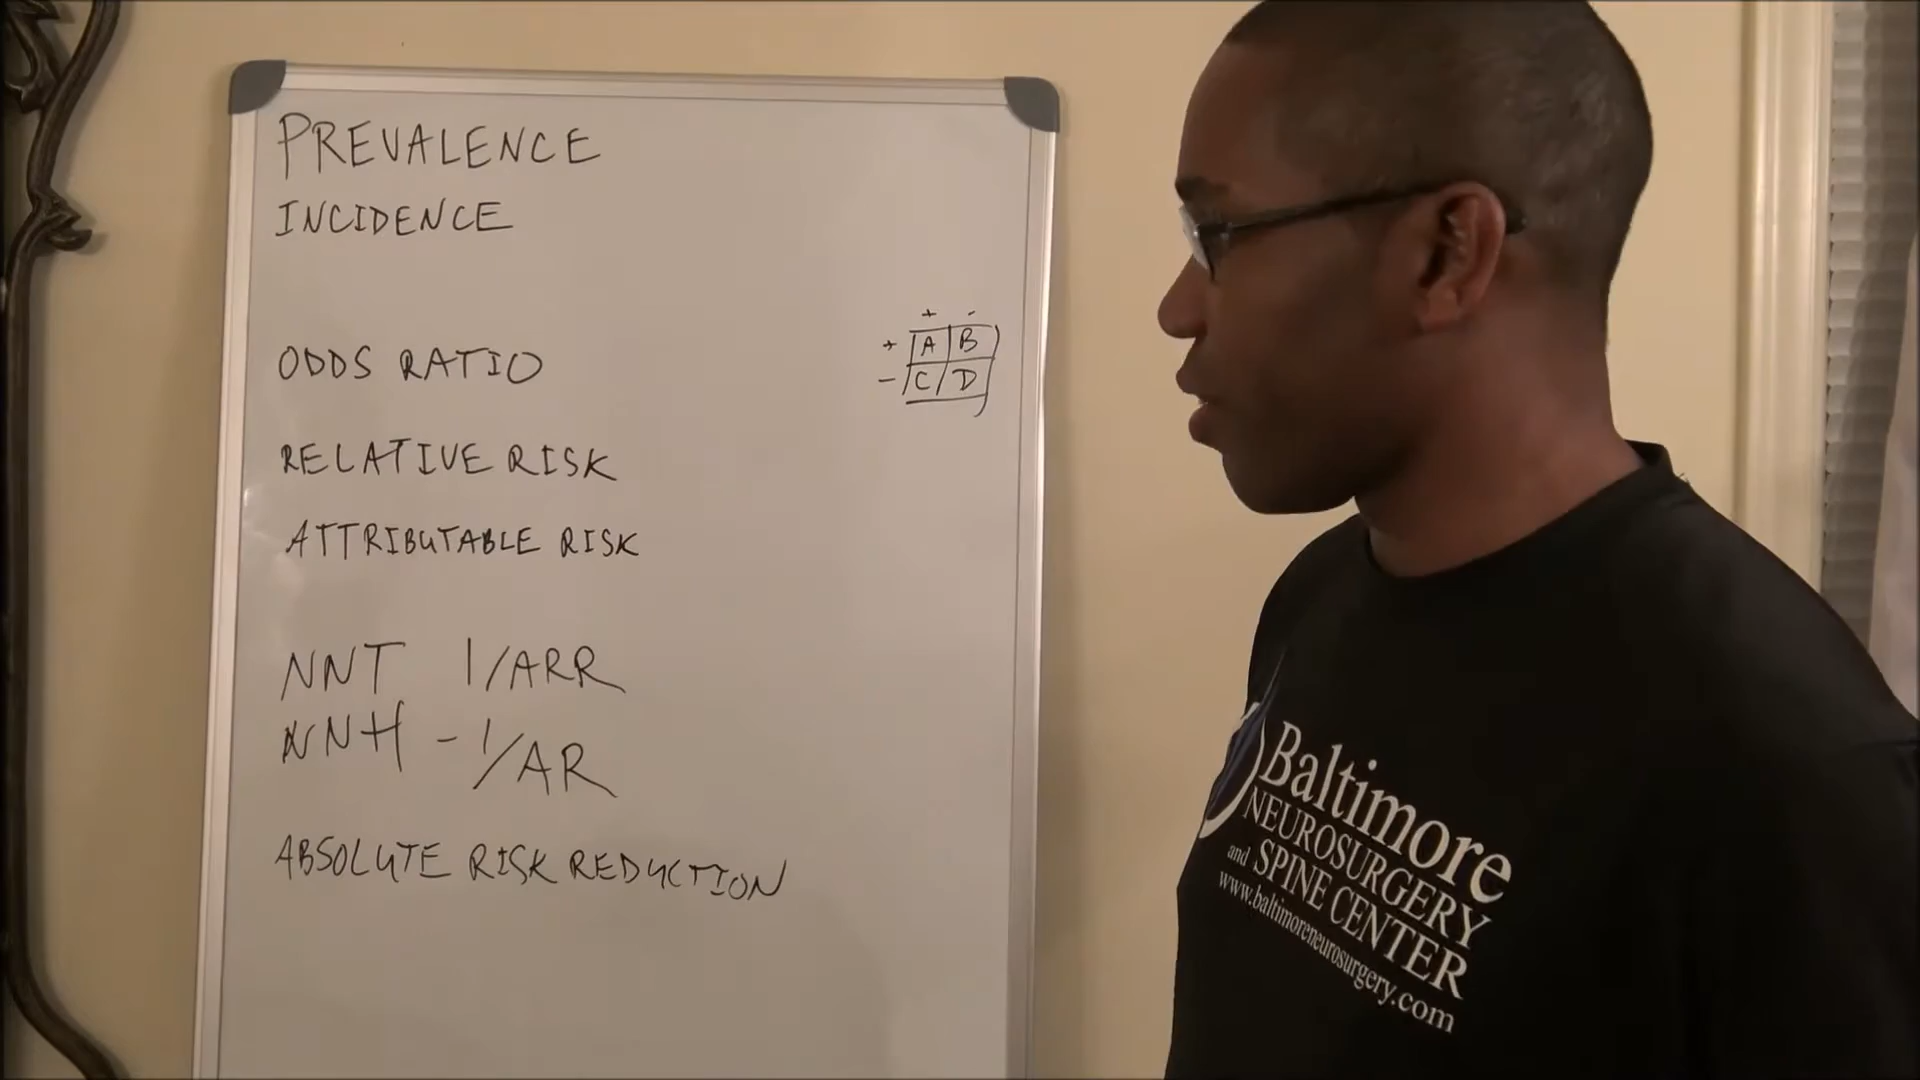 PREVALENCE
INCIDENCE
+ -
+ A B
- C D
ODDS RATIO
RELATIVE RISK
ATTRIBUTABLE RISK
NNT 1/ARR
NNH - 1/AR
ABSOLUTE RISK REDUCTION
Baltimore
NEUROSURGERY
and SPINE CENTER
www.baltimoreneurosurgery.com